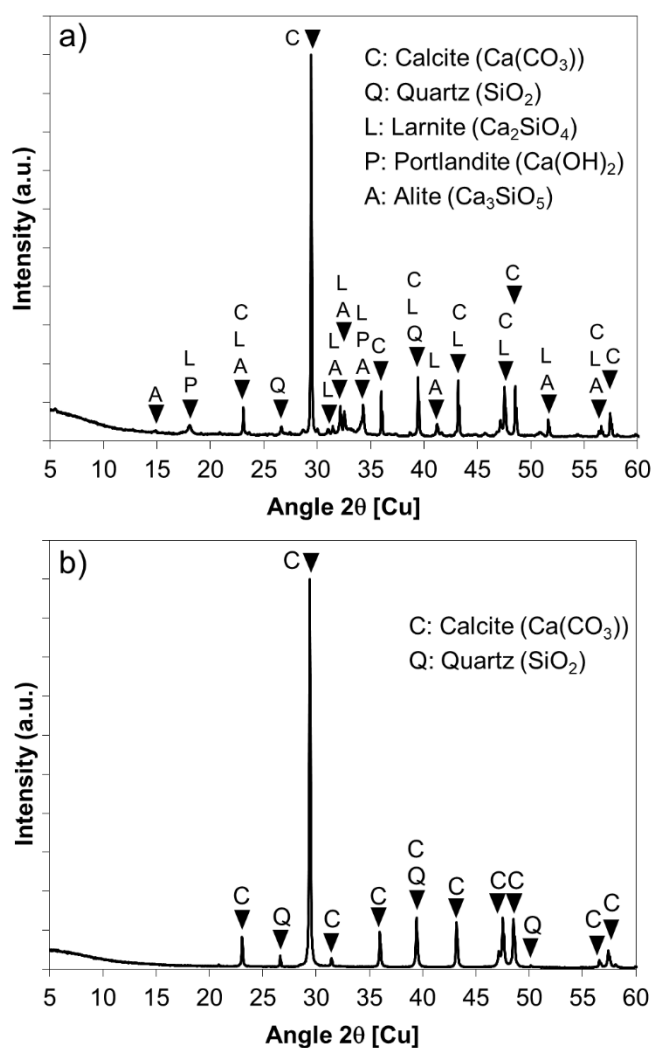 a)
C
C: Calcite (Ca(CO₃))
Q: Quartz (SiO₂)
L: Larnite (Ca₂SiO₄)
P: Portlandite (Ca(OH)₂)
A: Alite (Ca₃SiO₅)
Intensity (a.u.)
A
L
P
C
L
A
Q
L
L
A
L
A
L
P
A
C
C
L
Q
L
A
C
L
C
L
C
L
A
C
L
A
C
5 10 15 20 25 30 35 40 45 50 55 60
Angle 2θ [Cu]
b)
C
C: Calcite (Ca(CO₃))
Q: Quartz (SiO₂)
Intensity (a.u.)
C
Q
C
C
C
Q
C
C
C
Q
C
C
5 10 15 20 25 30 35 40 45 50 55 60
Angle 2θ [Cu]